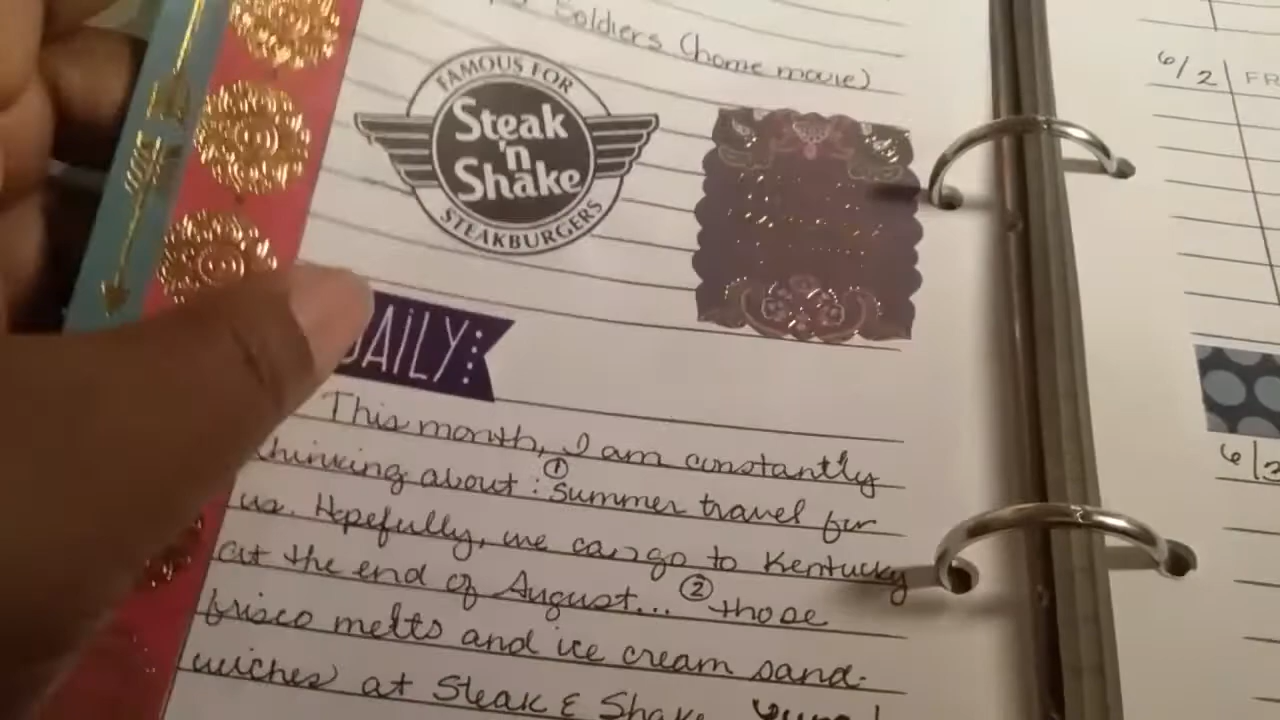 Soldiers (home movie)
FAMOUS FOR
Steak
'n
Shake
STEAKBURGERS
DAILY:
This month, I am constantly
thinking about: ① Summer travel for
us. Hopefully, we can go to Kentucky
at the end of August... ② those
frisco melts and ice cream sand-
wiches at Steak & Shake
6/2 FR
6/3